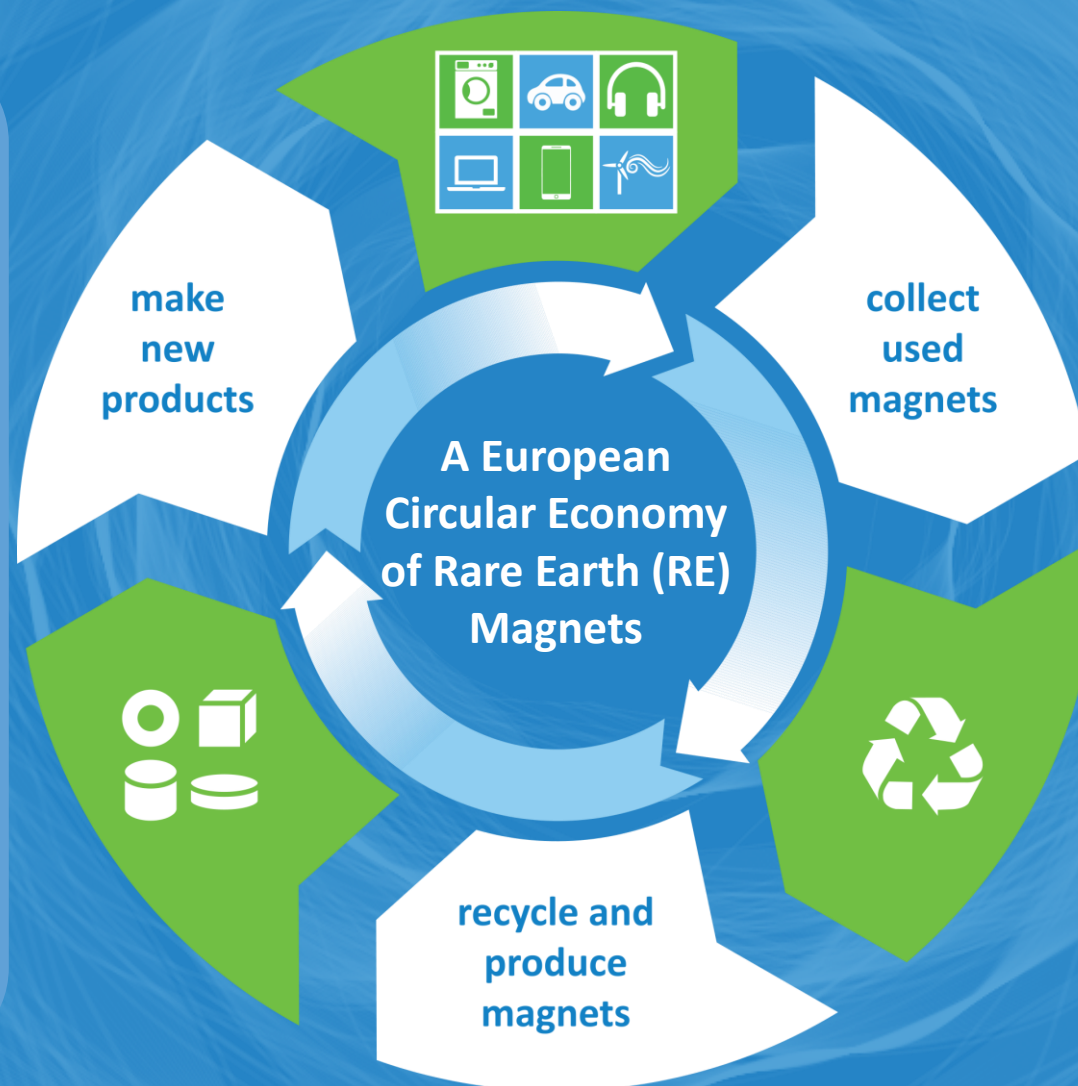 make
new
products
collect
used
magnets
A European
Circular Economy
of Rare Earth (RE)
Magnets
recycle and
produce
magnets